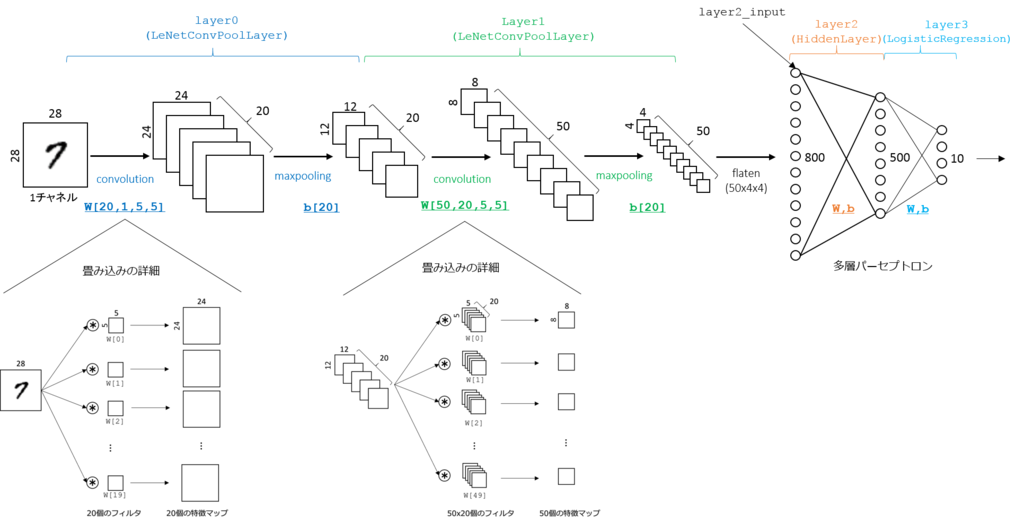 layer0
(LeNetConvPoolLayer)
Layer1
(LeNetConvPoolLayer)
layer2_input
layer2
(HiddenLayer)
layer3
(LogisticRegression)
28
28
7
1チャネル
convolution
W[20,1,5,5]
24
24
20
maxpooling
b[20]
12
12
20
convolution
W[50,20,5,5]
8
8
50
maxpooling
b[20]
4
4
50
flaten
(50x4x4)
800
W,b
500
W,b
10
多層パーセプトロン
畳み込みの詳細
28
7
5
5
W[0]
24
24
W[1]
W[2]
⋮
⋮
W[19]
20個のフィルタ
20個の特徴マップ
畳み込みの詳細
12
12
20
5
5
20
W[0]
8
8
W[1]
W[2]
⋮
⋮
W[49]
50x20個のフィルタ
50個の特徴マップ